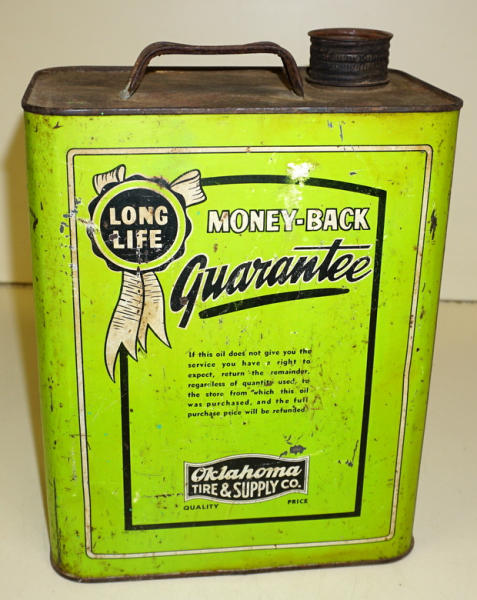 LONG
LIFE
MONEY-BACK
Guarantee
If this oil does not give you the
service you have a right to
expect, return the remainder,
regardless of quantity used, to
the store from which this oil
was purchased, and the full
purchase price will be refunded.
Oklahoma
TIRE & SUPPLY CO.
QUALITY PRICE